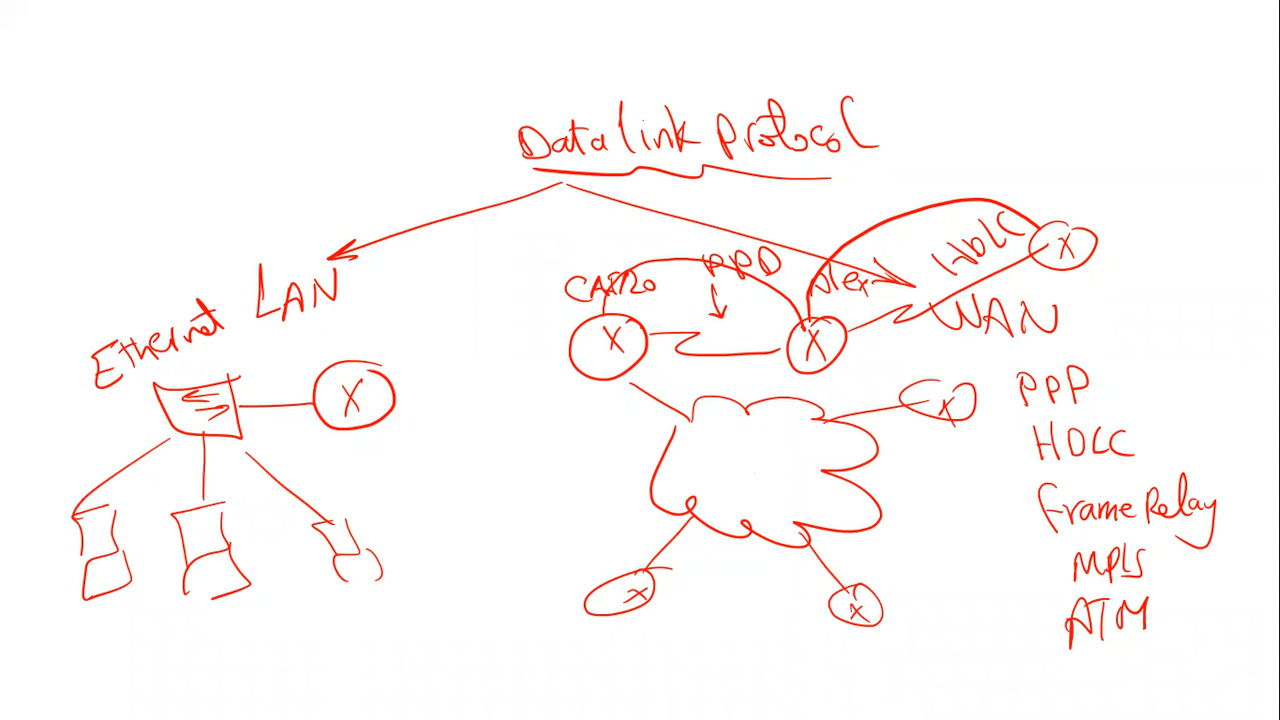 Data link protocol
LAN
Ethernet
WAN
CAIRO
PPP
Alex
HDLC
X
X
X
X
X
X
X
PPP
HDLC
Frame Relay
MPLS
ATM